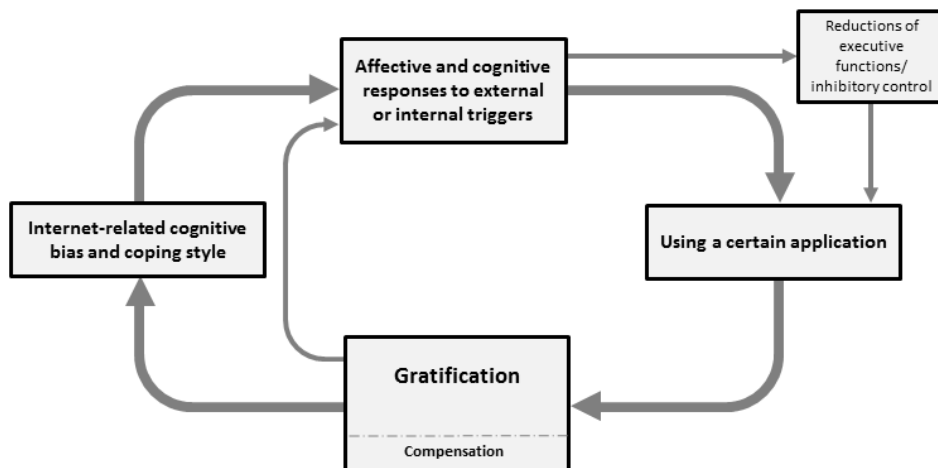 Reductions of
executive
functions/
inhibitory control
Affective and cognitive
responses to external
or internal triggers
Internet-related cognitive
bias and coping style
Using a certain application
Gratification
Compensation